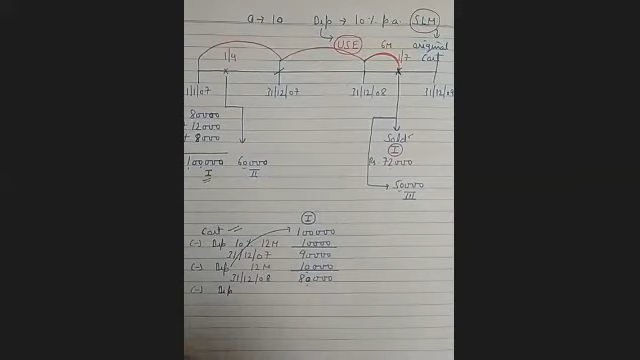 Q → 10 Dep → 10% p.a. SLM
USE 6M original cost
1/4 1/7
1/1/07 31/12/07 31/12/08 31/12/09
80000
+ 12000
+ 8000
100000 60000
I II
Sold
I
Rs. 72000
50000
III
I
Cost 100000
(-) Dep 10% 12M 10000
31/12/07 90000
(-) Dep 12M 10000
31/12/08 80000
(-) Dep